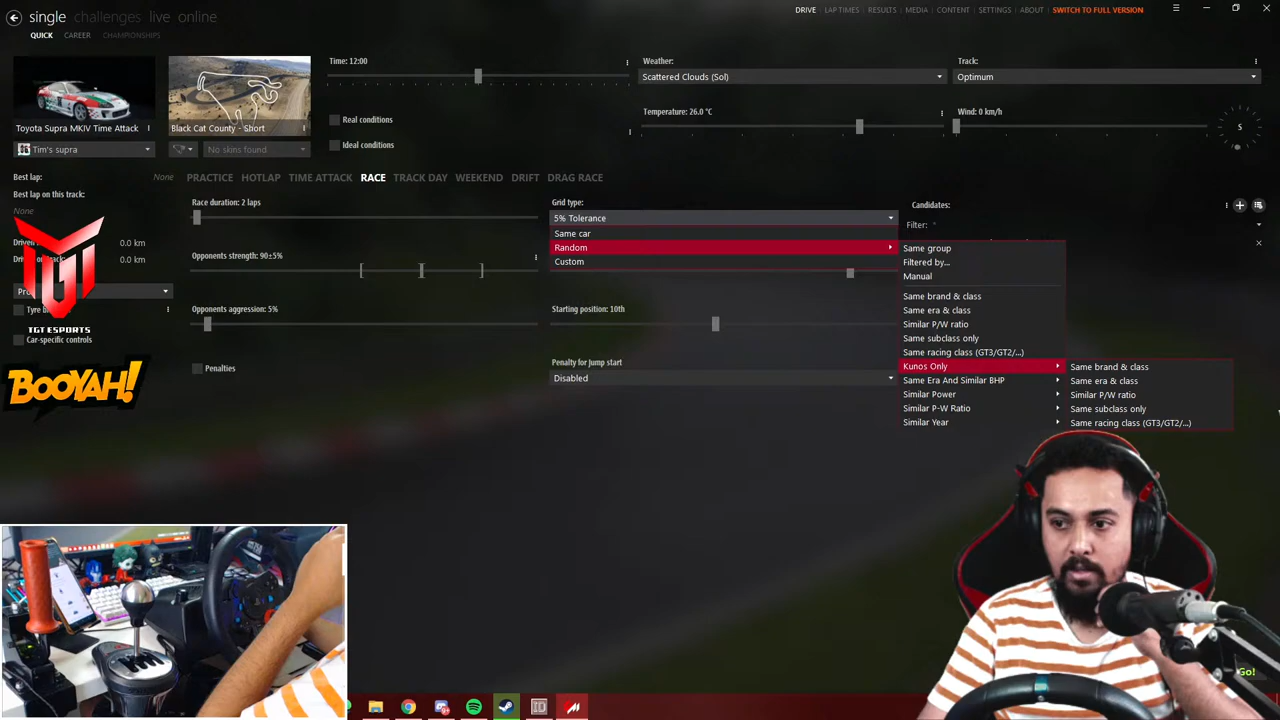 single challenges live online
DRIVE LAP TIMES RESULTS MEDIA CONTENT SETTINGS ABOUT SWITCH TO FULL VERSION
QUICK CAREER CHAMPIONSHIPS
Toyota Supra MKIV Time Attack
Black Cat County - Short
Tim's supra
No skins found
Time: 12:00
Real conditions
Ideal conditions
Weather:
Scattered Clouds (Sol)
Track:
Optimum
Temperature: 26.0 °C
Wind: 0 km/h
S
Best lap: None
Best lap on this track:
None
0.0 km
0.0 km
Car-specific controls
TGT ESPORTS
BOOYAH!
PRACTICE HOTLAP TIME ATTACK RACE TRACK DAY WEEKEND DRIFT DRAG RACE
Race duration: 2 laps
Opponents strength: 90±5%
Opponents aggression: 5%
Penalties
Grid type:
5% Tolerance
Same car
Random
Custom
Starting position: 10th
Penalty for Jump start
Disabled
Candidates:
Filter: *
Same group
Filtered by...
Manual
Same brand & class
Same era & class
Similar P/W ratio
Same subclass only
Same racing class (GT3/GT2/...)
Kunos Only
Same Era And Similar BHP
Similar Power
Similar P-W Ratio
Similar Year
Same brand & class
Same era & class
Similar P/W ratio
Same subclass only
Same racing class (GT3/GT2/...)
Go!